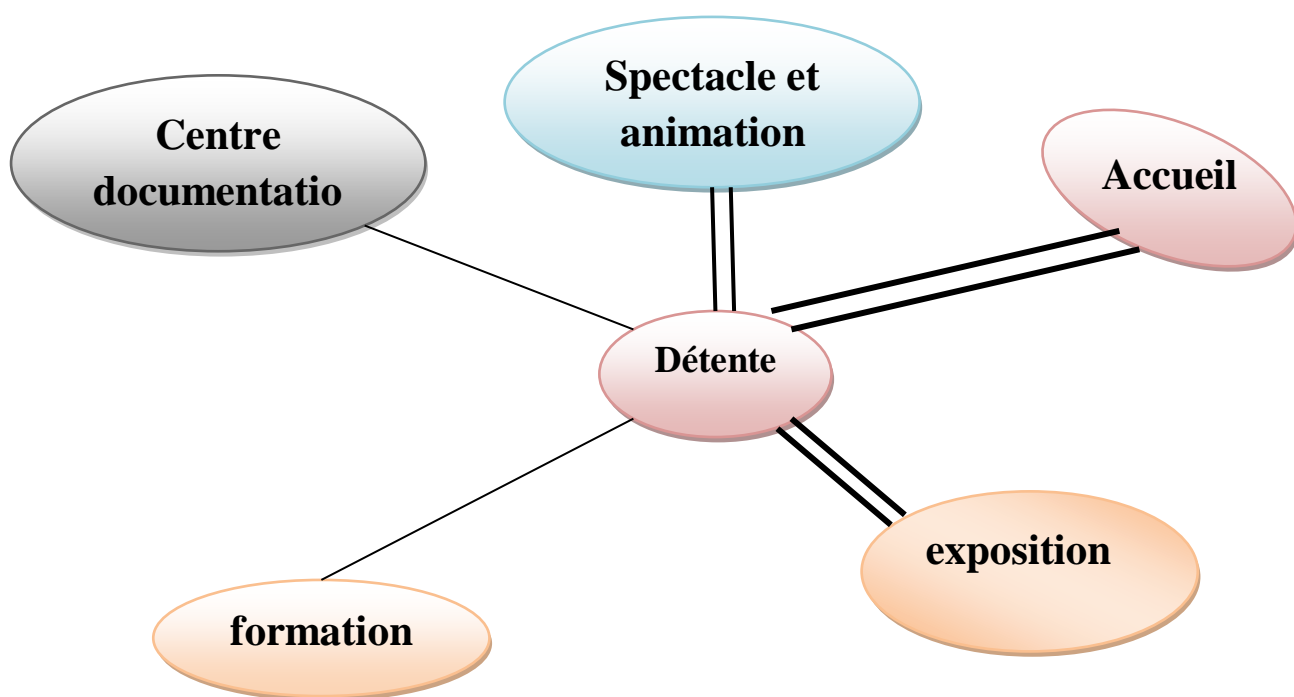 Centre
documentatio
Spectacle et
animation
Accueil
Détente
exposition
formation